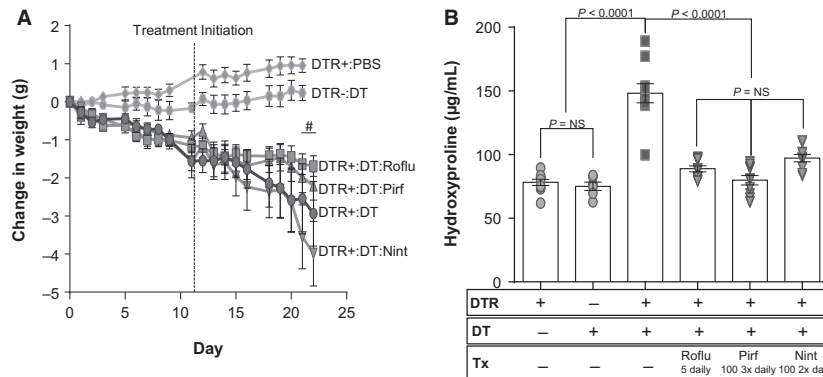 A
Treatment Initiation
Change in weight (g)
2
1
0
−1
−2
−3
−4
−5
0
5
10
15
20
25
Day
DTR+:PBS
DTR-:DT
#
DTR+:DT:Roflu
DTR+:DT:Pirf
DTR+:DT
DTR+:DT:Nint
B
P < 0.0001
P < 0.0001
P = NS
P = NS
Hydroxyproline (µg/mL)
200
150
100
50
0
DTR + – + + + +
DT – + + + + +
Tx – – – Roflu Pirf Nint
5 daily 100 3x daily 100 2x da